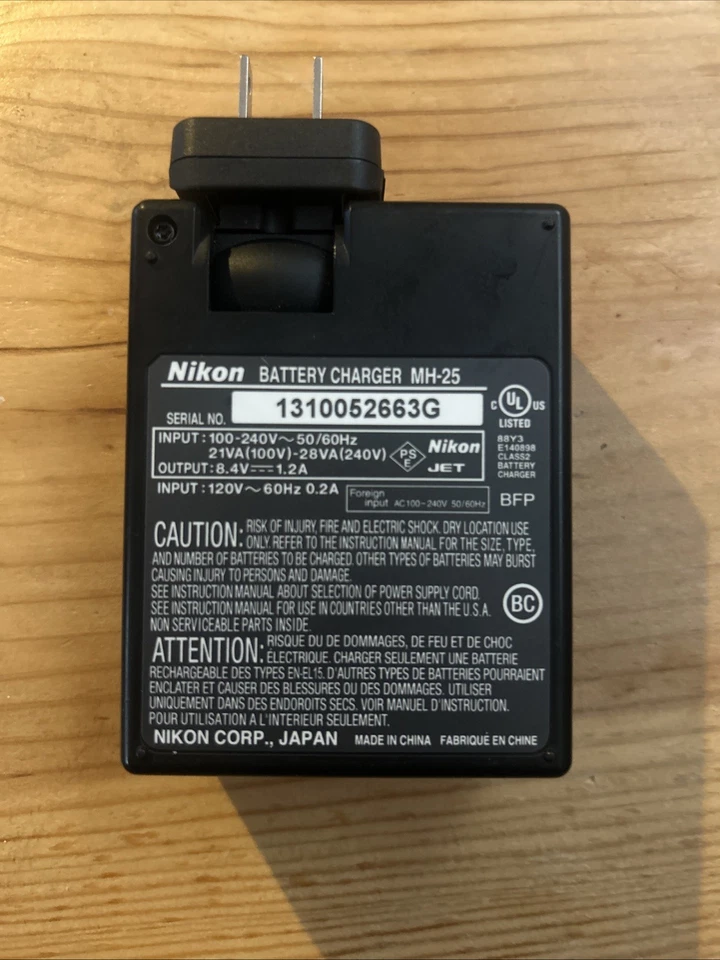 Nikon BATTERY CHARGER MH-25
SERIAL NO. 1310052663G
C UL US
LISTED
88Y3
E140898
CLASS2
BATTERY
CHARGER
INPUT : 100-240V～50/60Hz
21VA(100V)-28VA(240V)
OUTPUT : 8.4V⎓1.2A
PS
E
Nikon
JET
INPUT : 120V～60Hz 0.2A
Foreign
input AC100-240V 50/60Hz
BFP
CAUTION: RISK OF INJURY, FIRE AND ELECTRIC SHOCK. DRY LOCATION USE
ONLY. REFER TO THE INSTRUCTION MANUAL FOR THE SIZE, TYPE,
AND NUMBER OF BATTERIES TO BE CHARGED. OTHER TYPES OF BATTERIES MAY BURST
CAUSING INJURY TO PERSONS AND DAMAGE.
SEE INSTRUCTION MANUAL ABOUT SELECTION OF POWER SUPPLY CORD.
SEE INSTRUCTION MANUAL FOR USE IN COUNTRIES OTHER THAN THE U.S.A.
NON SERVICEABLE PARTS INSIDE.
BC
ATTENTION: RISQUE DU DE DOMMAGES, DE FEU ET DE CHOC
ÉLECTRIQUE. CHARGER SEULEMENT UNE BATTERIE
RECHARGEABLE DES TYPES EN-EL15. D'AUTRES TYPES DE BATTERIES POURRAIENT
ENCLATER ET CAUSER DES BLESSURES OU DES DOMMAGES. UTILISER
UNIQUEMENT DANS DES ENDROITS SECS. VOIR MANUEL D'INSTRUCTION.
POUR UTILISATION A L'INTERIEUR SEULEMENT.
NIKON CORP., JAPAN MADE IN CHINA FABRIQUÉ EN CHINE